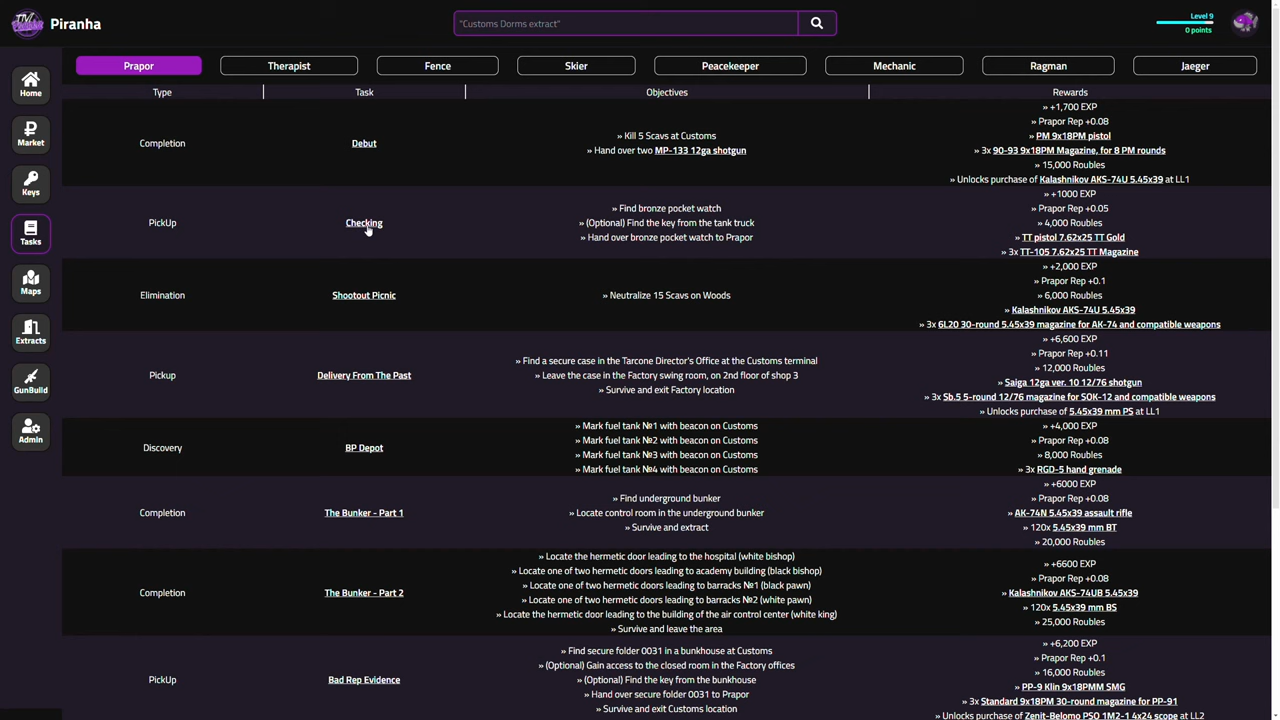 Piranha
"Customs Dorms extract"
Level 9
0 points
Home
Market
Keys
Tasks
Maps
Extracts
GunBuild
Admin
Prapor
Therapist
Fence
Skier
Peacekeeper
Mechanic
Ragman
Jaeger
Type
Task
Objectives
Rewards
Completion
Debut
» Kill 5 Scavs at Customs
» Hand over two MP-133 12ga shotgun
» +1,700 EXP
» Prapor Rep +0.08
» PM 9x18PM pistol
» 3x 90-93 9x18PM Magazine, for 8 PM rounds
» 15,000 Roubles
» Unlocks purchase of Kalashnikov AKS-74U 5.45x39 at LL1
PickUp
Checking
» Find bronze pocket watch
» (Optional) Find the key from the tank truck
» Hand over bronze pocket watch to Prapor
» +1000 EXP
» Prapor Rep +0.05
» 4,000 Roubles
» TT pistol 7.62x25 TT Gold
» 3x TT-105 7.62x25 TT Magazine
Elimination
Shootout Picnic
» Neutralize 15 Scavs on Woods
» +2,000 EXP
» Prapor Rep +0.1
» 6,000 Roubles
» Kalashnikov AKS-74U 5.45x39
» 3x 6L20 30-round 5.45x39 magazine for AK-74 and compatible weapons
Pickup
Delivery From The Past
» Find a secure case in the Tarcone Director's Office at the Customs terminal
» Leave the case in the Factory swing room, on 2nd floor of shop 3
» Survive and exit Factory location
» +6,600 EXP
» Prapor Rep +0.11
» 12,000 Roubles
» Saiga 12ga ver. 10 12/76 shotgun
» 3x Sb.5 5-round 12/76 magazine for SOK-12 and compatible weapons
» Unlocks purchase of 5.45x39 mm PS at LL1
Discovery
BP Depot
» Mark fuel tank №1 with beacon on Customs
» Mark fuel tank №2 with beacon on Customs
» Mark fuel tank №3 with beacon on Customs
» Mark fuel tank №4 with beacon on Customs
» +4,000 EXP
» Prapor Rep +0.08
» 8,000 Roubles
» 3x RGD-5 hand grenade
Completion
The Bunker - Part 1
» Find underground bunker
» Locate control room in the underground bunker
» Survive and extract
» +6000 EXP
» Prapor Rep +0.08
» AK-74N 5.45x39 assault rifle
» 120x 5.45x39 mm BT
» 20,000 Roubles
Completion
The Bunker - Part 2
» Locate the hermetic door leading to the hospital (white bishop)
» Locate one of two hermetic doors leading to academy building (black bishop)
» Locate one of two hermetic doors leading to barracks №1 (black pawn)
» Locate one of two hermetic doors leading to barracks №2 (white pawn)
» Locate the hermetic door leading to the building of the air control center (white king)
» Survive and leave the area
» +6600 EXP
» Prapor Rep +0.08
» Kalashnikov AKS-74UB 5.45x39
» 120x 5.45x39 mm BS
» 25,000 Roubles
PickUp
Bad Rep Evidence
» Find secure folder 0031 in a bunkhouse at Customs
» (Optional) Gain access to the closed room in the Factory offices
» (Optional) Find the key from the bunkhouse
» Hand over secure folder 0031 to Prapor
» Survive and exit Customs location
» +6,200 EXP
» Prapor Rep +0.1
» 16,000 Roubles
» PP-9 Klin 9x18PMM SMG
» 3x Standard 9x18PM 30-round magazine for PP-91
» Unlocks purchase of Zenit-Belomo PSO 1M2-1 4x24 scope at LL2